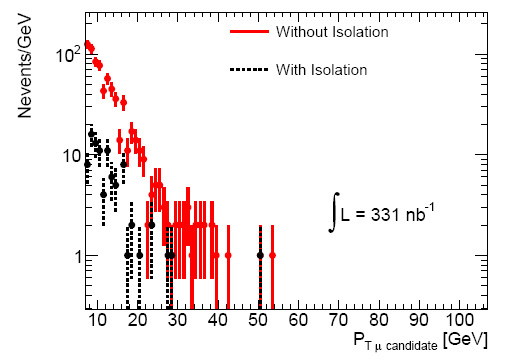 Nevents/GeV
Without Isolation
With Isolation
10²
10
1
∫L = 331 nb⁻¹
10 20 30 40 50 60 70 80 90 100
P_T μ candidate [GeV]